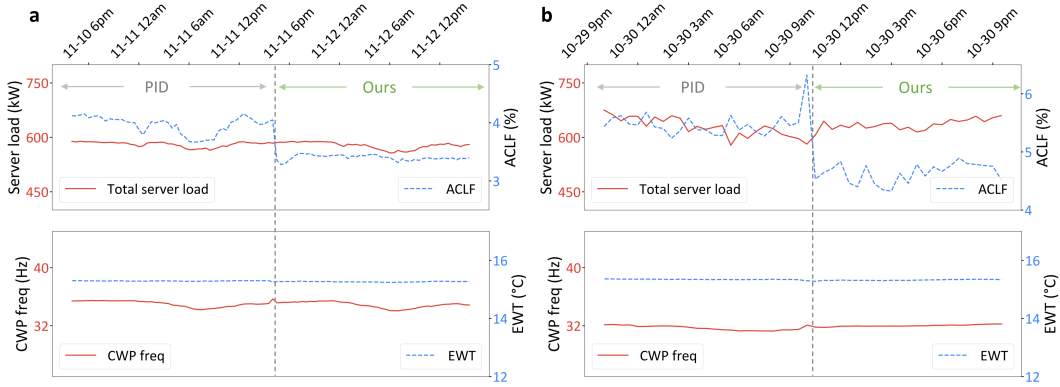 a
11-10 6pm
11-11 12am
11-11 6am
11-11 12pm
11-11 6pm
11-12 12am
11-12 6am
11-12 12pm
Server load (kW)
750
600
450
PID
Ours
5
4
3
ACLF (%)
Total server load
ACLF
CWP freq (Hz)
40
32
16
14
12
EWT (°C)
CWP freq
EWT
b
10-29 9pm
10-30 12am
10-30 3am
10-30 6am
10-30 9am
10-30 12pm
10-30 3pm
10-30 6pm
10-30 9pm
Server load (kW)
750
600
450
PID
Ours
6
5
4
ACLF (%)
Total server load
ACLF
CWP freq (Hz)
40
32
16
14
12
EWT (°C)
CWP freq
EWT